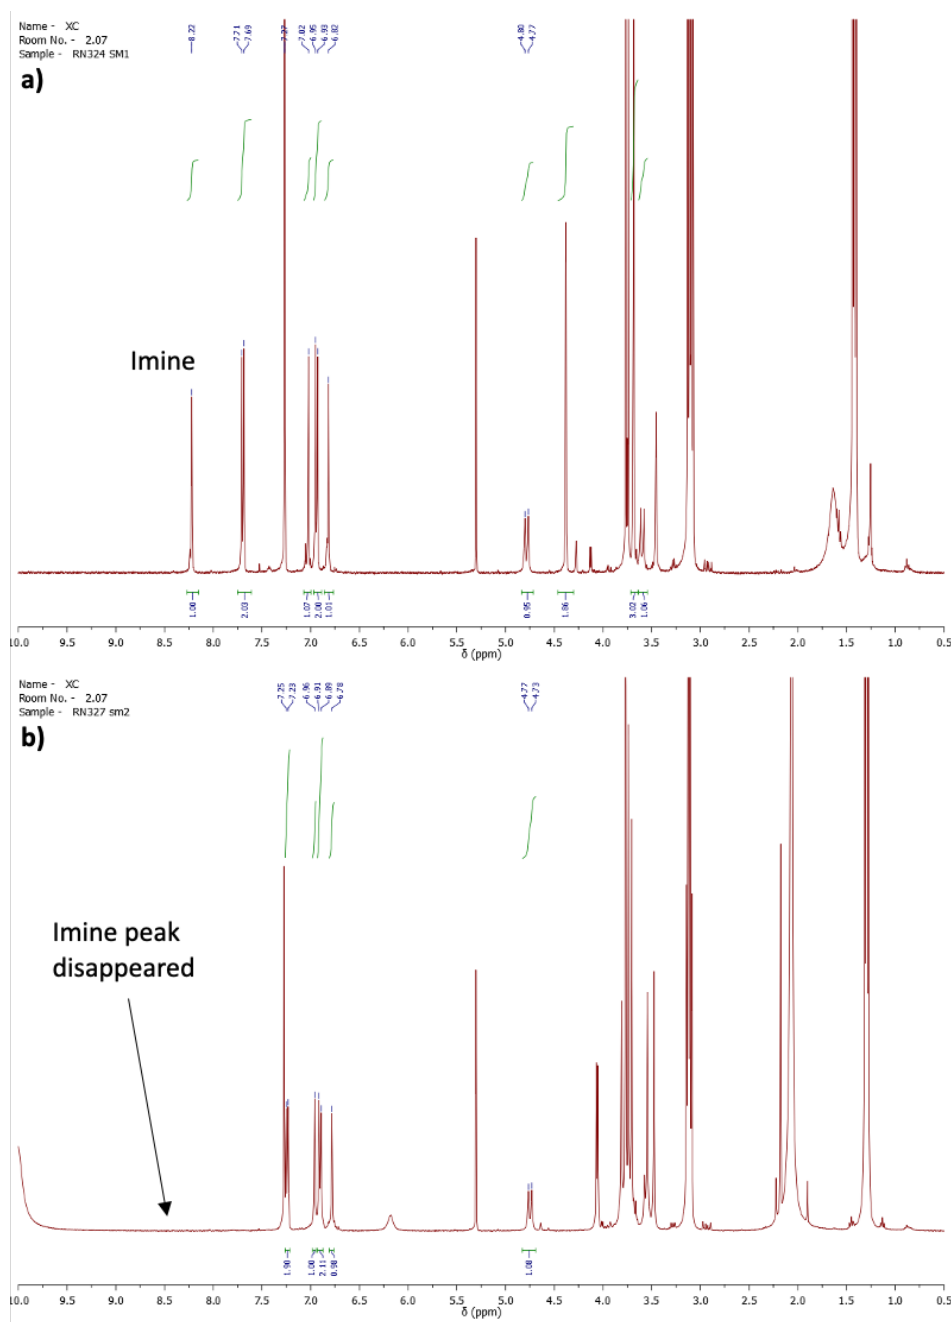 Name - XC
Room No. - 2.07
Sample - RN324 SM1
a)
8.22
7.71
7.69
7.27
7.02
6.95
6.93
6.82
4.80
4.77
Imine
1.00
2.03
1.07
2.00
1.01
0.95
1.86
3.02
1.06
10.0 9.5 9.0 8.5 8.0 7.5 7.0 6.5 6.0 5.5 5.0 4.5 4.0 3.5 3.0 2.5 2.0 1.5 1.0 0.5
δ (ppm)
Name - XC
Room No. - 2.07
Sample - RN327 sm2
b)
7.25
7.23
6.96
6.91
6.89
6.78
4.77
4.73
Imine peak
disappeared
1.90
1.00
2.11
0.98
1.08
10.0 9.5 9.0 8.5 8.0 7.5 7.0 6.5 6.0 5.5 5.0 4.5 4.0 3.5 3.0 2.5 2.0 1.5 1.0 0.5
δ (ppm)